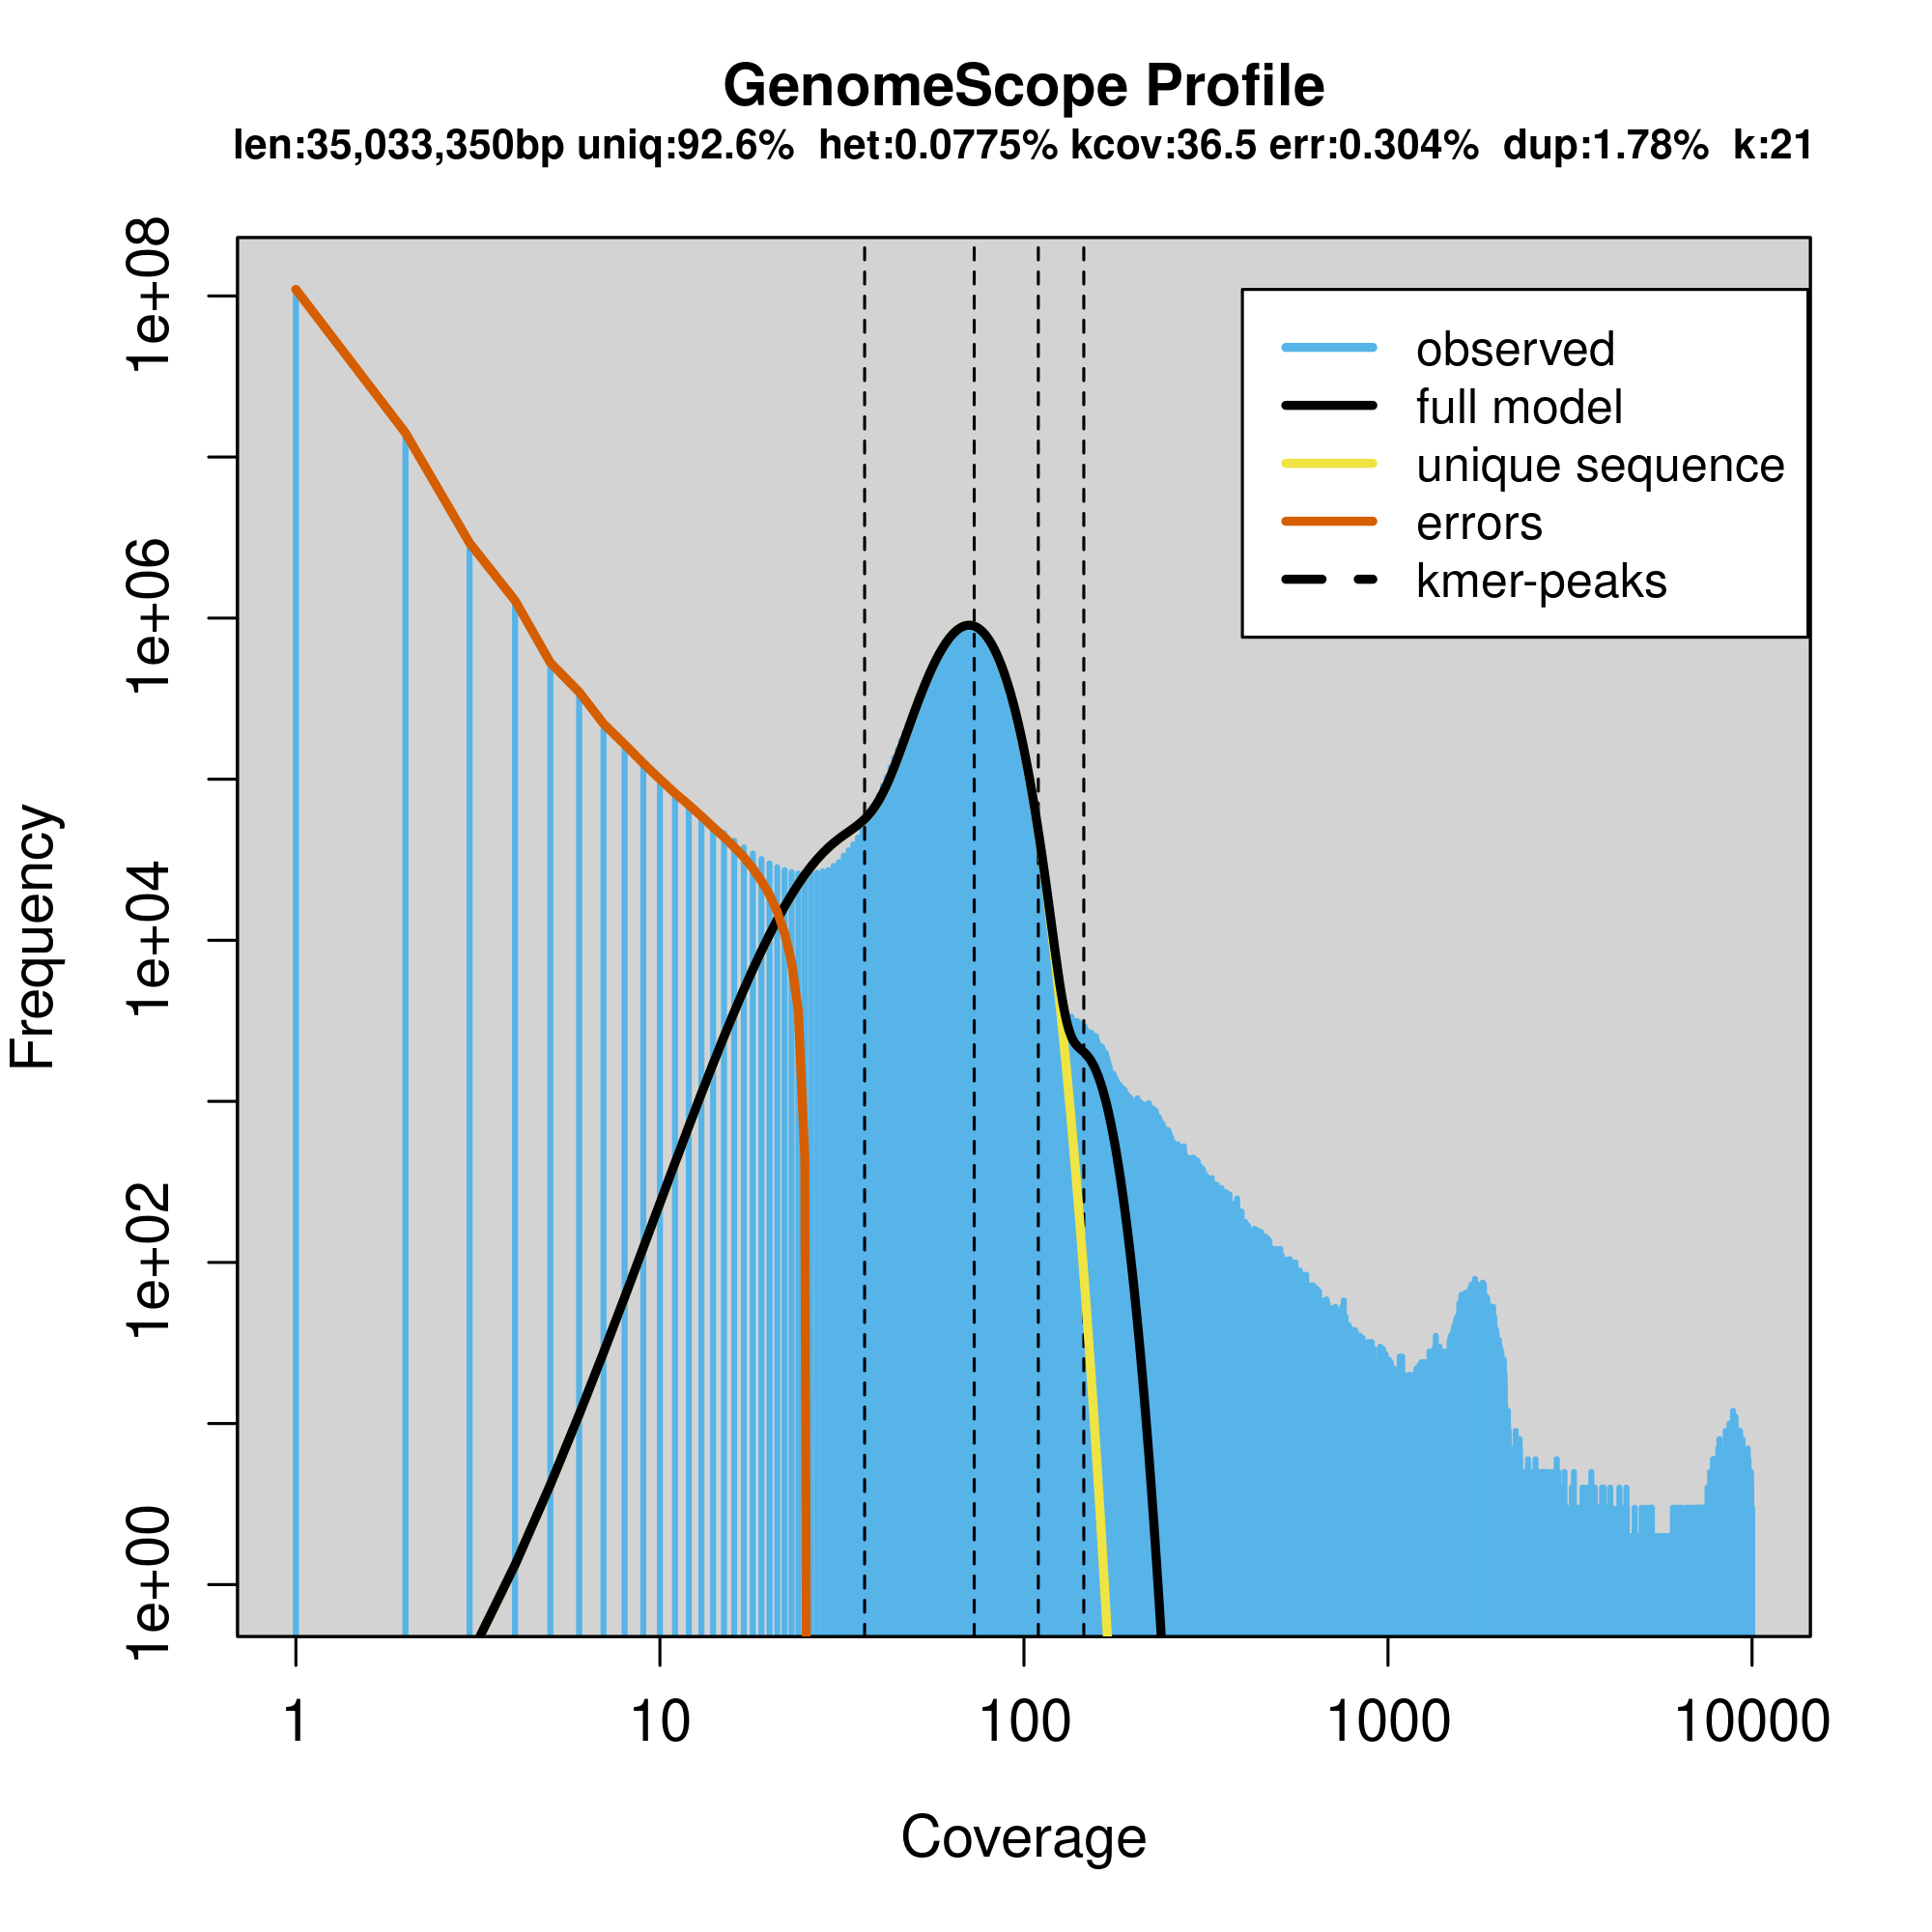 GenomeScope Profile
len:35,033,350bp uniq:92.6% het:0.0775% kcov:36.5 err:0.304% dup:1.78% k:21
observed
full model
unique sequence
errors
kmer-peaks
Frequency
1e+08
1e+06
1e+04
1e+02
1e+00
1 10 100 1000 10000
Coverage